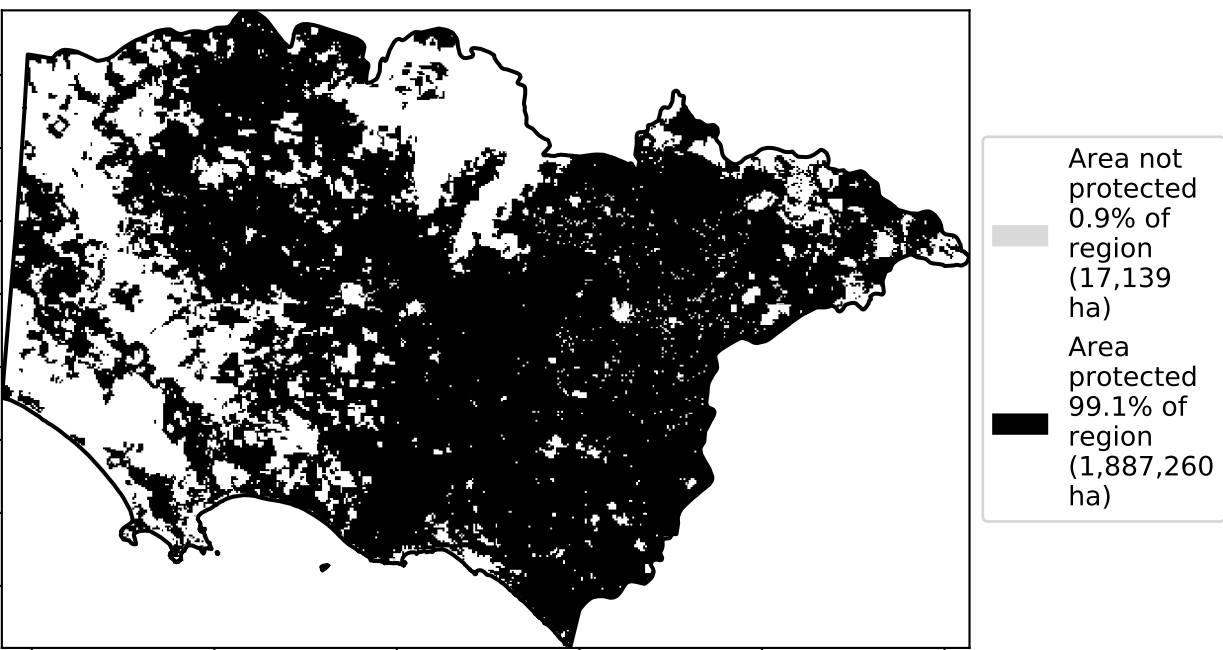 Area not
protected
0.9% of
region
(17,139
ha)
Area
protected
99.1% of
region
(1,887,260
ha)